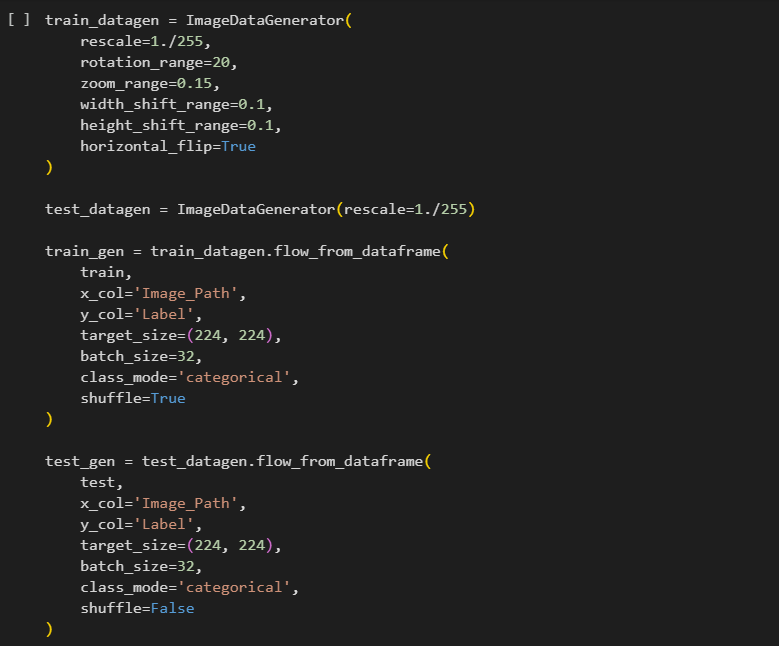 [ ] train_datagen = ImageDataGenerator(
rescale=1./255,
rotation_range=20,
zoom_range=0.15,
width_shift_range=0.1,
height_shift_range=0.1,
horizontal_flip=True
)
test_datagen = ImageDataGenerator(rescale=1./255)
train_gen = train_datagen.flow_from_dataframe(
train,
x_col='Image_Path',
y_col='Label',
target_size=(224, 224),
batch_size=32,
class_mode='categorical',
shuffle=True
)
test_gen = test_datagen.flow_from_dataframe(
test,
x_col='Image_Path',
y_col='Label',
target_size=(224, 224),
batch_size=32,
class_mode='categorical',
shuffle=False
)